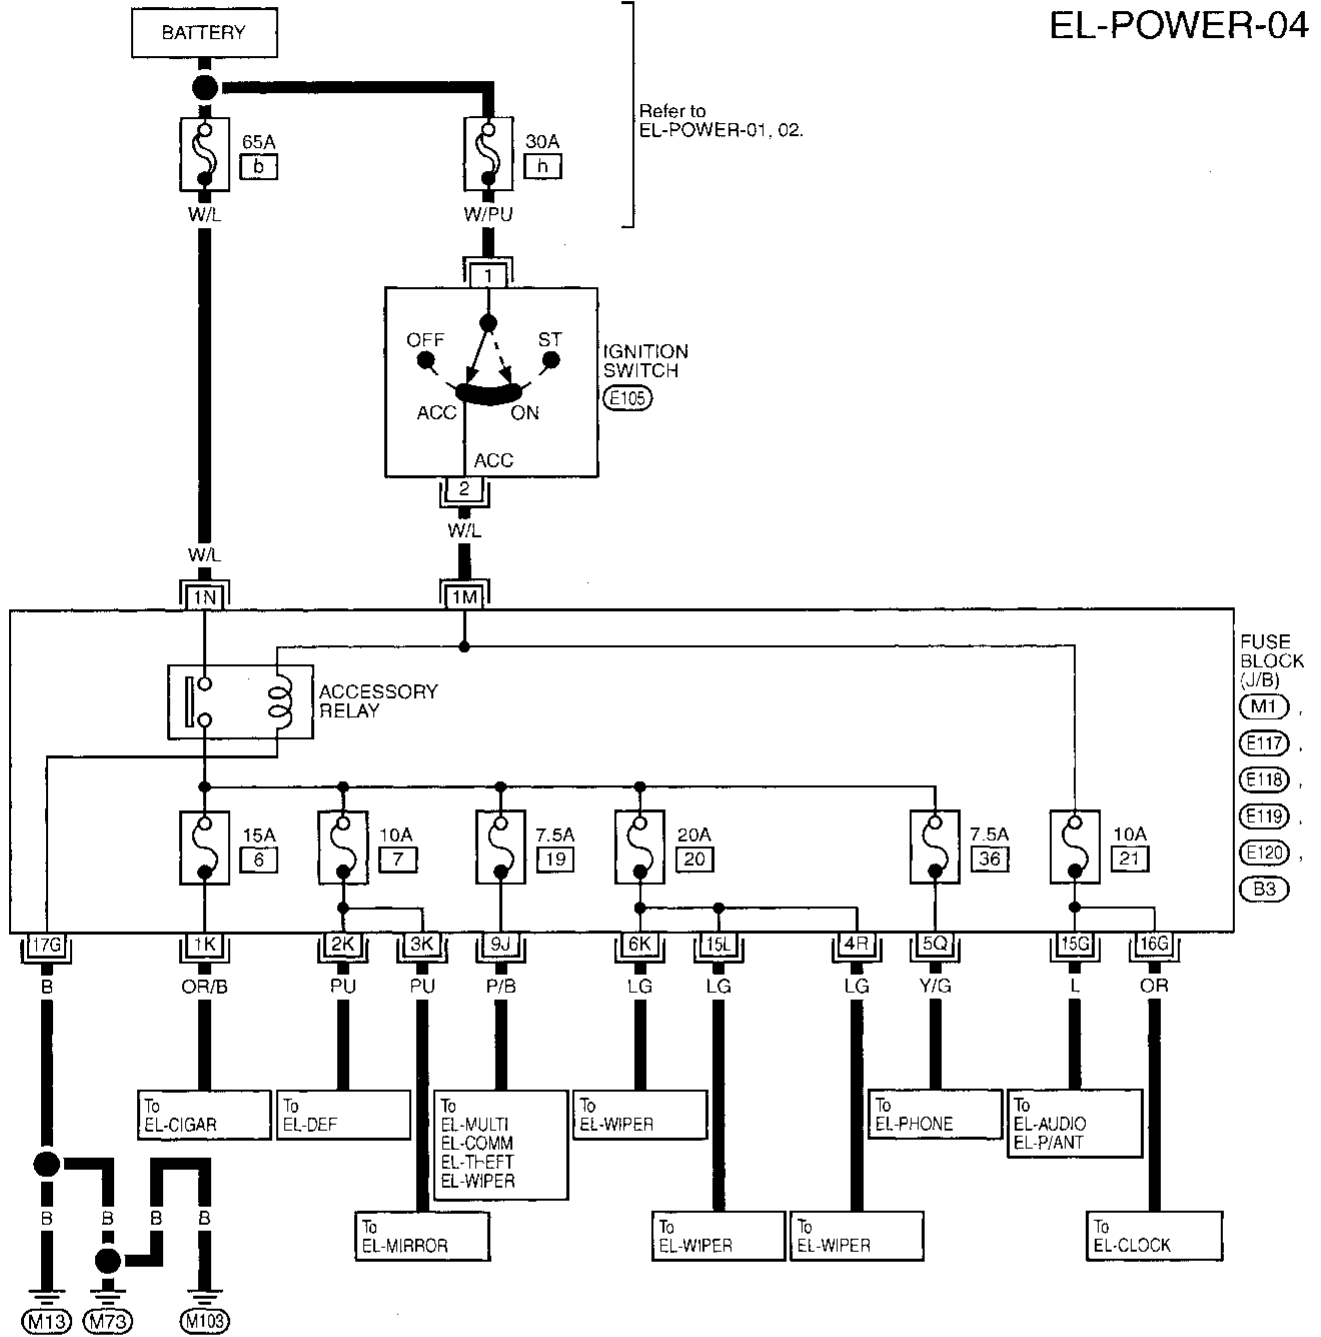 EL-POWER-04
BATTERY
Refer to
EL-POWER-01, 02.
65A
b
30A
h
W/L
W/PU
1
OFF
ST
IGNITION
SWITCH
E105
ACC
ON
ACC
2
W/L
W/L
1N
1M
FUSE
BLOCK
(J/B)
M1 ,
E117 ,
E118 ,
E119 ,
E120 ,
B3
ACCESSORY
RELAY
15A
6
10A
7
7.5A
19
20A
20
7.5A
36
10A
21
17G
1K
2K
3K
9J
6K
15L
4R
5Q
15G
16G
B
OR/B
PU
PU
P/B
LG
LG
LG
Y/G
L
OR
To
EL-CIGAR
To
EL-DEF
To
EL-MULTI
EL-COMM
EL-THEFT
EL-WIPER
To
EL-WIPER
To
EL-PHONE
To
EL-AUDIO
EL-P/ANT
To
EL-MIRROR
To
EL-WIPER
To
EL-WIPER
To
EL-CLOCK
B
B
B
B
M13
M73
M103